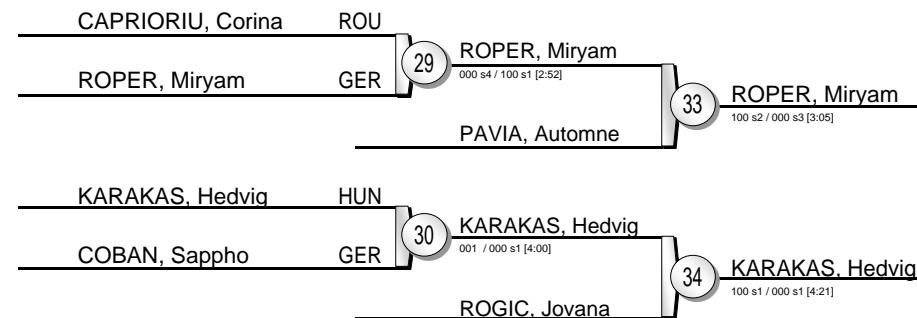 CAPRIORIU, Corina ROU
29
ROPER, Miryam
000 s4 / 100 s1 [2:52]
ROPER, Miryam GER
33
ROPER, Miryam
100 s2 / 000 s3 [3:05]
PAVIA, Automne
KARAKAS, Hedvig HUN
30
KARAKAS, Hedvig
001 / 000 s1 [4:00]
COBAN, Sappho GER
34
KARAKAS, Hedvig
100 s1 / 000 s1 [4:21]
ROGIC, Jovana